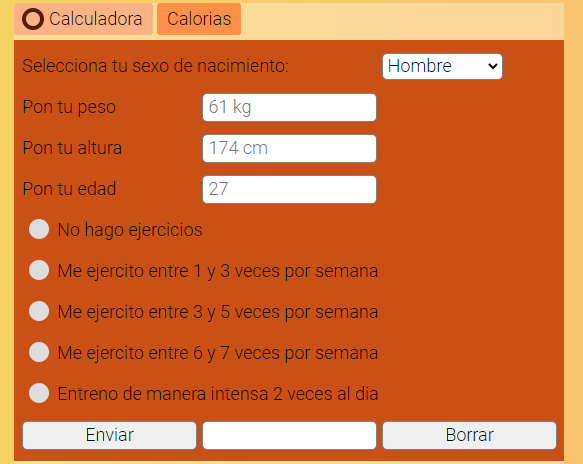 Calculadora Calorias
Selecciona tu sexo de nacimiento: Hombre
Pon tu peso 61 kg
Pon tu altura 174 cm
Pon tu edad 27
No hago ejercicios
Me ejercito entre 1 y 3 veces por semana
Me ejercito entre 3 y 5 veces por semana
Me ejercito entre 6 y 7 veces por semana
Entreno de manera intensa 2 veces al dia
Enviar Borrar